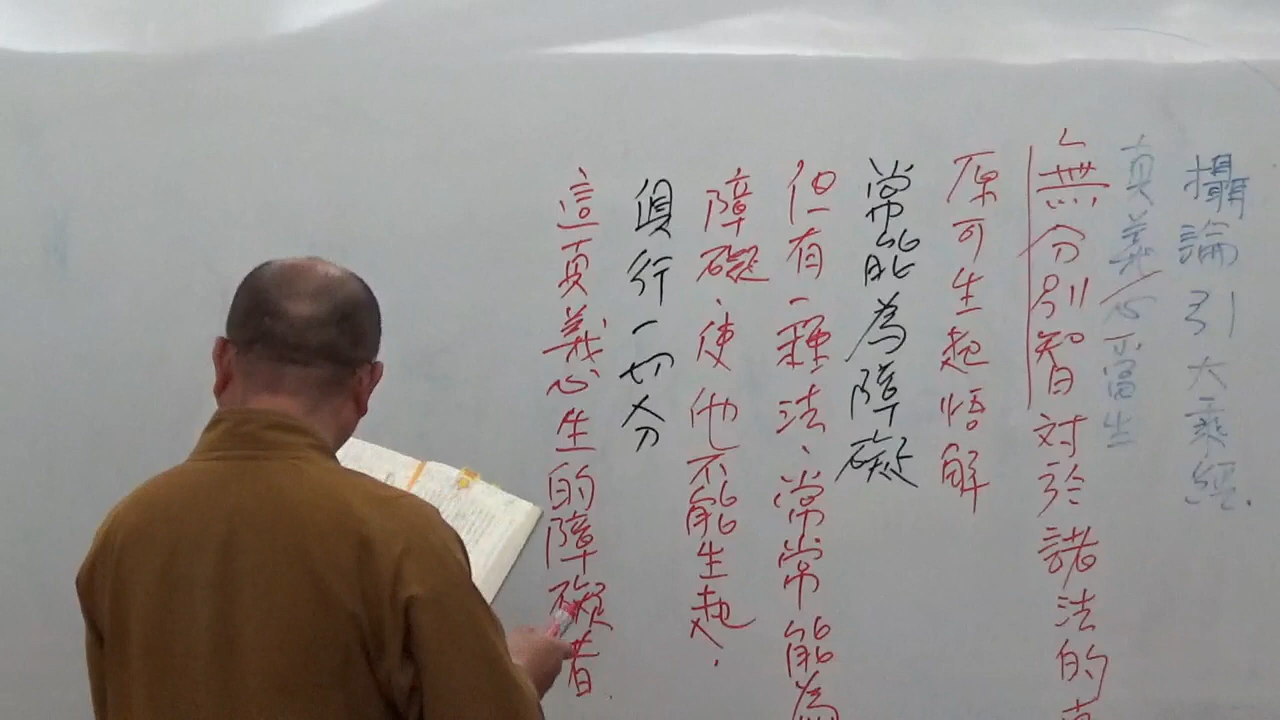 攝論引大乘經.
真義心當生
無分別智対於諸法的真
原可生起悟解
常能為障礙
但有一種法、常常能為
障礙、使他不能生起.
俱行一切分
這真義心生的障礙者.